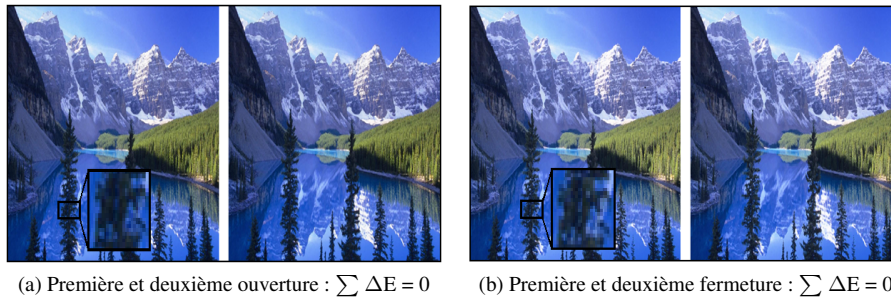 (a) Première et deuxième ouverture : ∑ ΔE = 0
(b) Première et deuxième fermeture : ∑ ΔE = 0